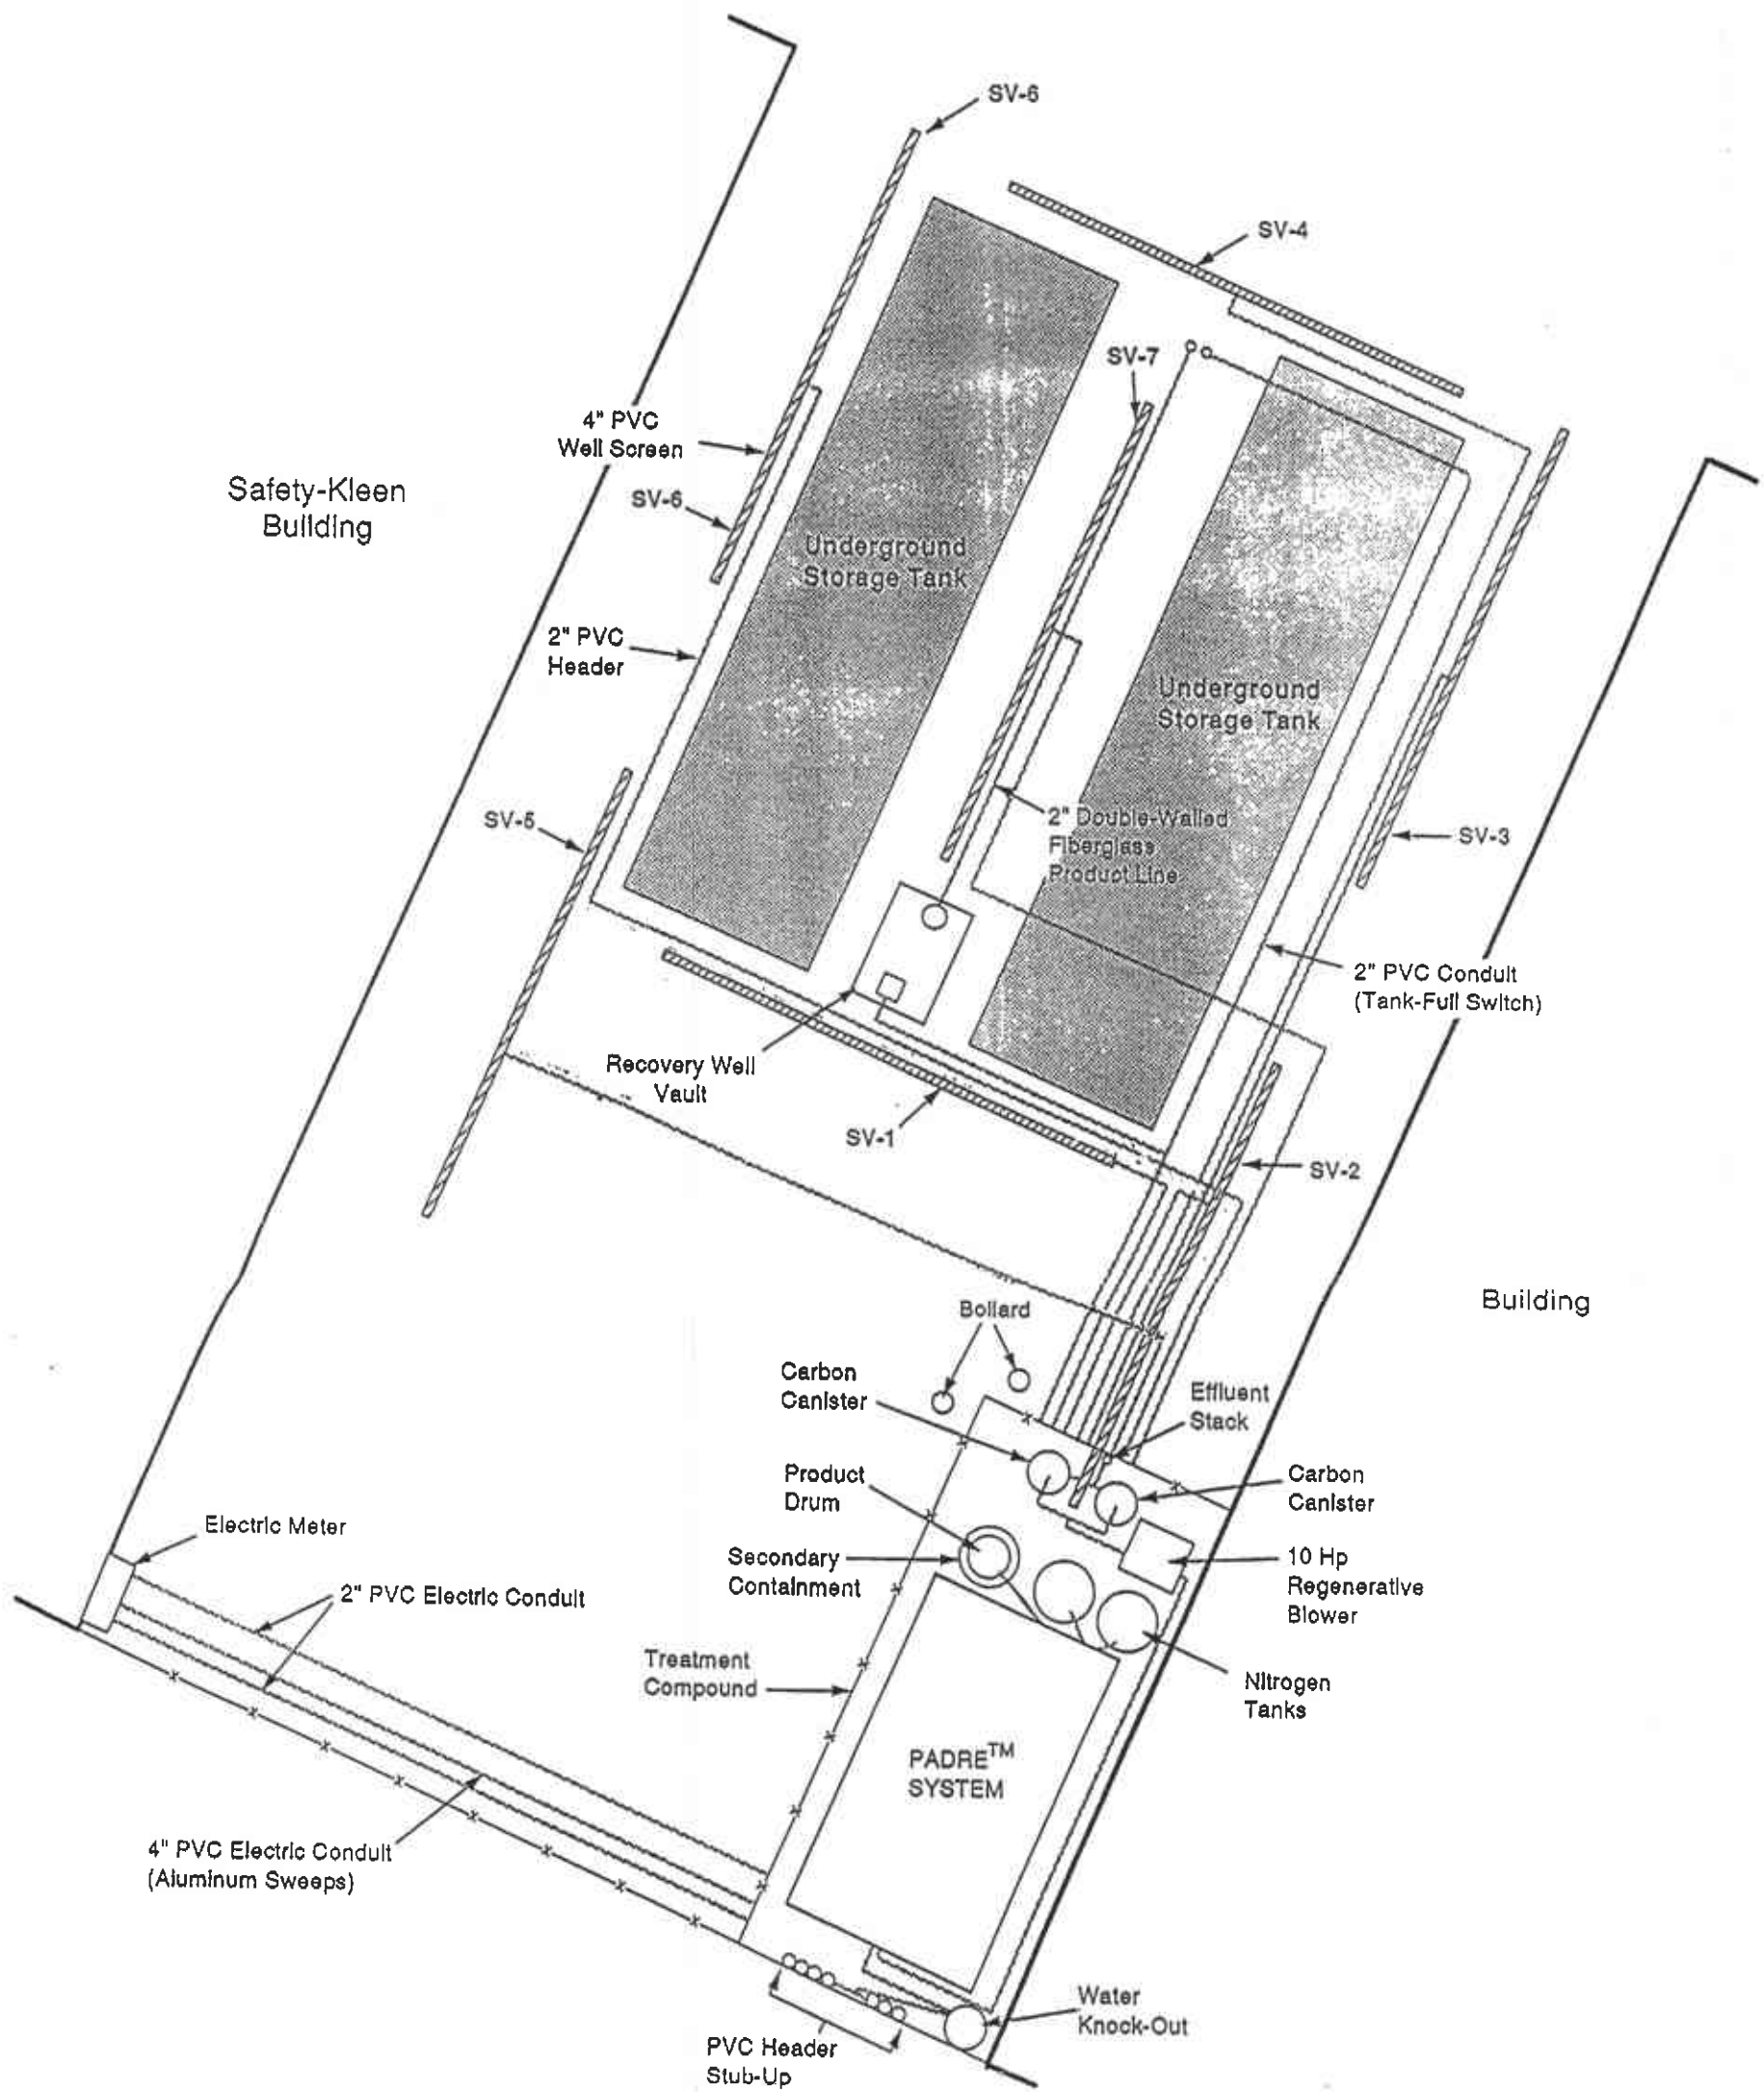 SV-6
SV-4
SV-7
4" PVC
Well Screen
Safety-Kleen
Building
SV-6
Underground
Storage Tank
2" PVC
Header
Underground
Storage Tank
SV-5
2" Double-Walled
Fiberglass
Product Line
SV-3
2" PVC Conduit
(Tank-Full Switch)
Recovery Well
Vault
SV-1
SV-2
Building
Bollard
Carbon
Canister
Effluent
Stack
Product
Drum
Carbon
Canister
Electric Meter
Secondary
Containment
10 Hp
Regenerative
Blower
2" PVC Electric Conduit
Treatment
Compound
Nitrogen
Tanks
PADRE™
SYSTEM
4" PVC Electric Conduit
(Aluminum Sweeps)
Water
Knock-Out
PVC Header
Stub-Up